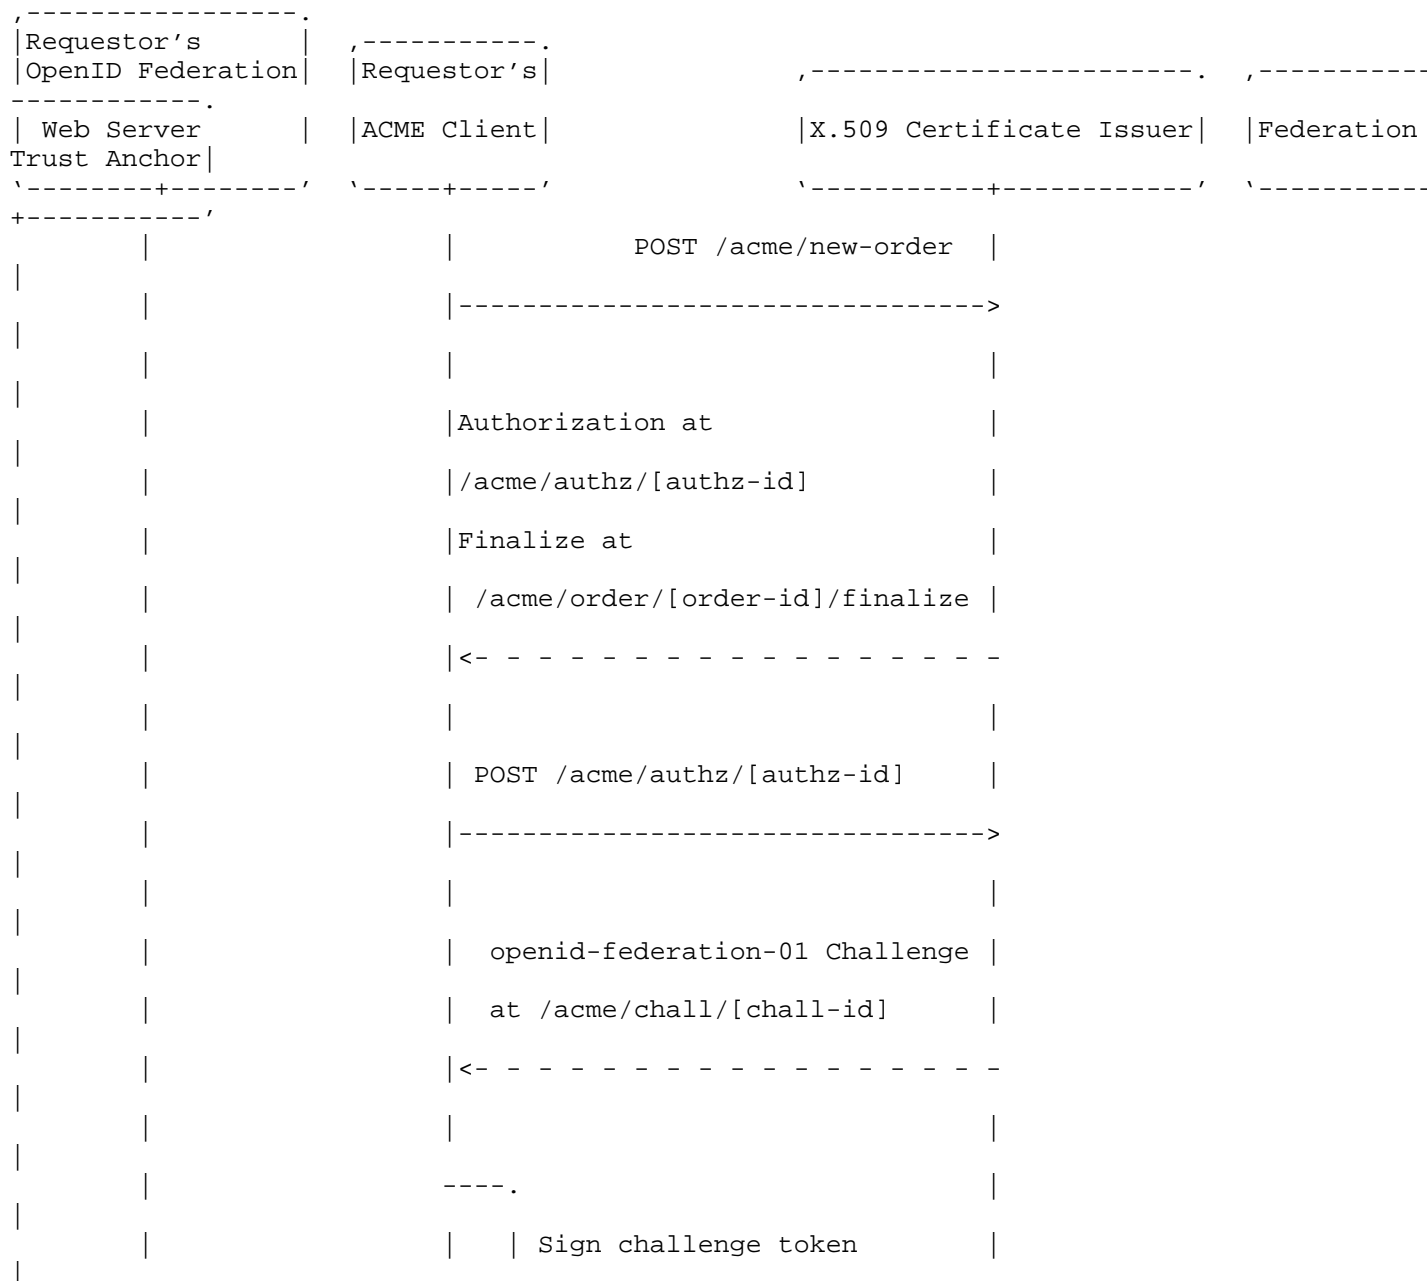 ,-----------------.
|Requestor's      |  ,-----------.
|OpenID Federation|  |Requestor's|               ,------------------------.  ,-----------
------------.
| Web Server      |  |ACME Client|               |X.509 Certificate Issuer|  |Federation
Trust Anchor|
`--------+--------'  `-----+-----'               `-----------+------------'  `-----------
+-----------'
|                  |           POST /acme/new-order  |
|
|                  |--------------------------------->
|
|                  |                                 |
|
|                  |Authorization at                 |
|
|                  |/acme/authz/[authz-id]           |
|
|                  |Finalize at                      |
|
|                  | /acme/order/[order-id]/finalize |
|
|                  |<- - - - - - - - - - - - - - - - -
|
|                  |                                 |
|
|                  | POST /acme/authz/[authz-id]     |
|
|                  |--------------------------------->
|
|                  |                                 |
|
|                  |  openid-federation-01 Challenge |
|
|                  |  at /acme/chall/[chall-id]      |
|
|                  |<- - - - - - - - - - - - - - - - -
|
|                  |                                 |
|
|                  ----.                             |
|
|                  |   | Sign challenge token        |
|